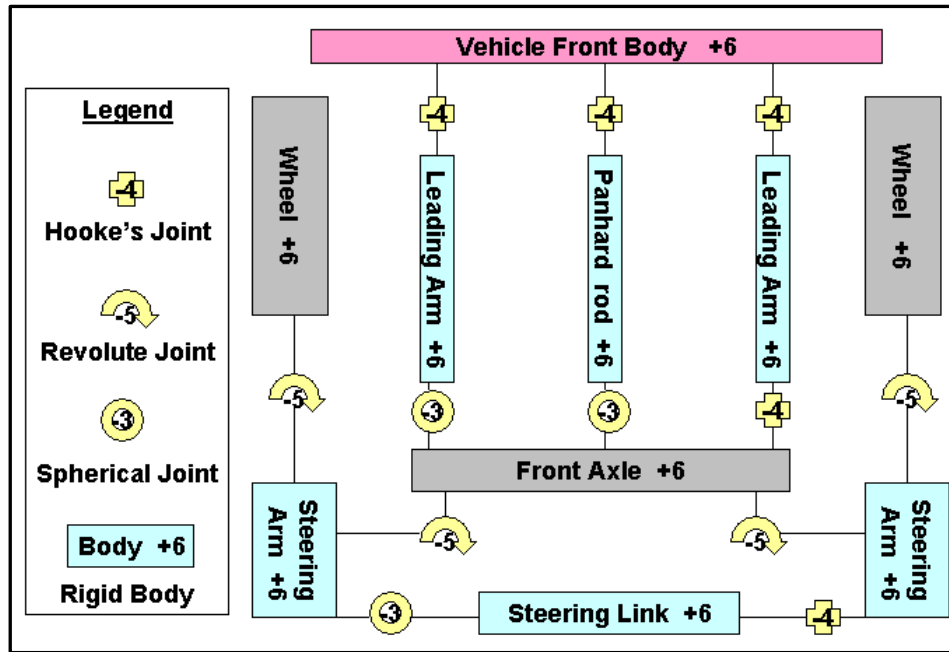 Vehicle Front Body +6
Legend
-4
Hooke's Joint
-5
Revolute Joint
-3
Spherical Joint
Body +6
Rigid Body
-4
-4
-4
Wheel +6
Leading Arm +6
Panhard rod +6
Leading Arm +6
Wheel +6
-5
-3
-3
-4
-5
Front Axle +6
Steering
Arm +6
-5
-5
Steering
Arm +6
-3
Steering Link +6
-4